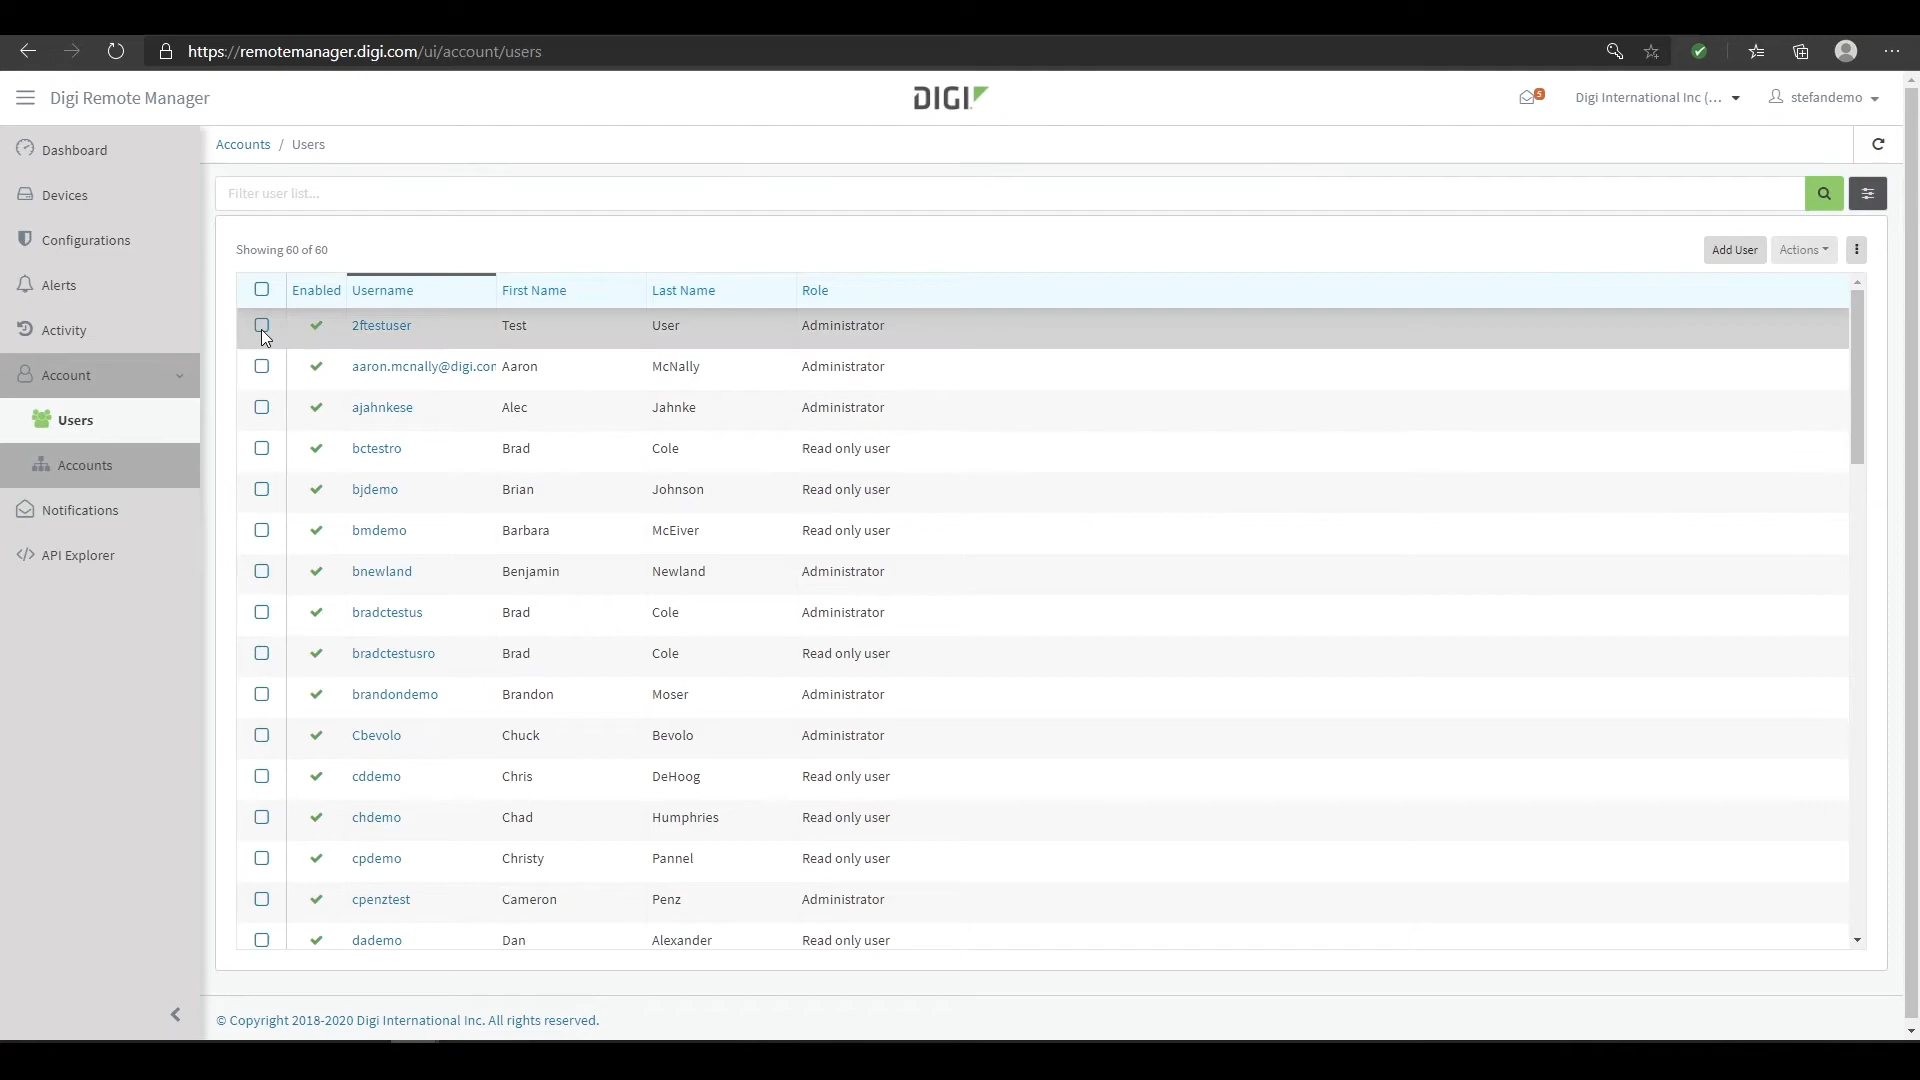 https://remotemanager.digi.com/ui/account/users
Digi Remote Manager
DIGI
5
Digi International Inc (...
stefandemo
Dashboard
Devices
Configurations
Alerts
Activity
Account
Users
Accounts
Notifications
API Explorer
Accounts / Users
Filter user list...
Showing 60 of 60
Add User
Actions
Enabled Username First Name Last Name Role
2ftestuser Test User Administrator
aaron.mcnally@digi.cor Aaron McNally Administrator
ajahnkese Alec Jahnke Administrator
bctestro Brad Cole Read only user
bjdemo Brian Johnson Read only user
bmdemo Barbara McEiver Read only user
bnewland Benjamin Newland Administrator
bradctestus Brad Cole Administrator
bradctestusro Brad Cole Read only user
brandondemo Brandon Moser Administrator
Cbevolo Chuck Bevolo Administrator
cddemo Chris DeHoog Read only user
chdemo Chad Humphries Read only user
cpdemo Christy Pannel Read only user
cpenztest Cameron Penz Administrator
dademo Dan Alexander Read only user
© Copyright 2018-2020 Digi International Inc. All rights reserved.